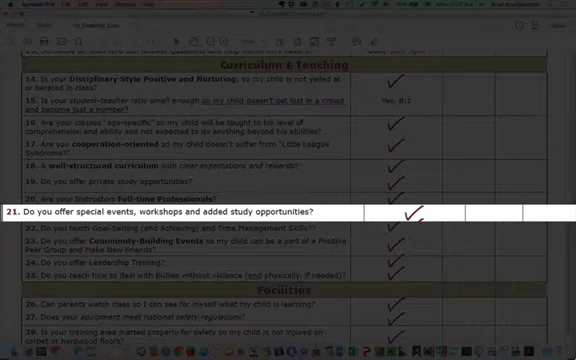 Curriculum & Teaching
14. Is your Disciplinary Style Positive and Nurturing, so my child is not yelled at
or berated in class?
15. Is your student-teacher ratio small enough so my child doesn't get lost in a crowd
and become just a number?
Yes, 6:1
16. Are your classes "age-specific" so my child will be taught to his level of
comprehension and ability and not expected to do anything beyond his abilities?
17. Are you cooperation-oriented so my child doesn't suffer from "Little League
Syndrome?"
18. A well-structured curriculum with clear expectations and rewards?
19. Do you offer private study opportunities?
20. Are your Instructors Full-time Professionals?
21. Do you offer special events, workshops and added study opportunities?
22. Do you teach Goal-Setting (and Achieving) and Time Management Skills?
23. Do you offer Community-Building Events so my child can be a part of a Positive
Peer Group and Make New Friends?
24. Do you offer Leadership Training?
25. Do you teach how to deal with Bullies without violence (and physically, if needed)?
Facilities
26. Can parents watch class so I can see for myself what my child is learning?
27. Does your equipment meet national safety regulations?
28. Is your training area matted properly for safety so my child is not injured on
carpet or hardwood floors?